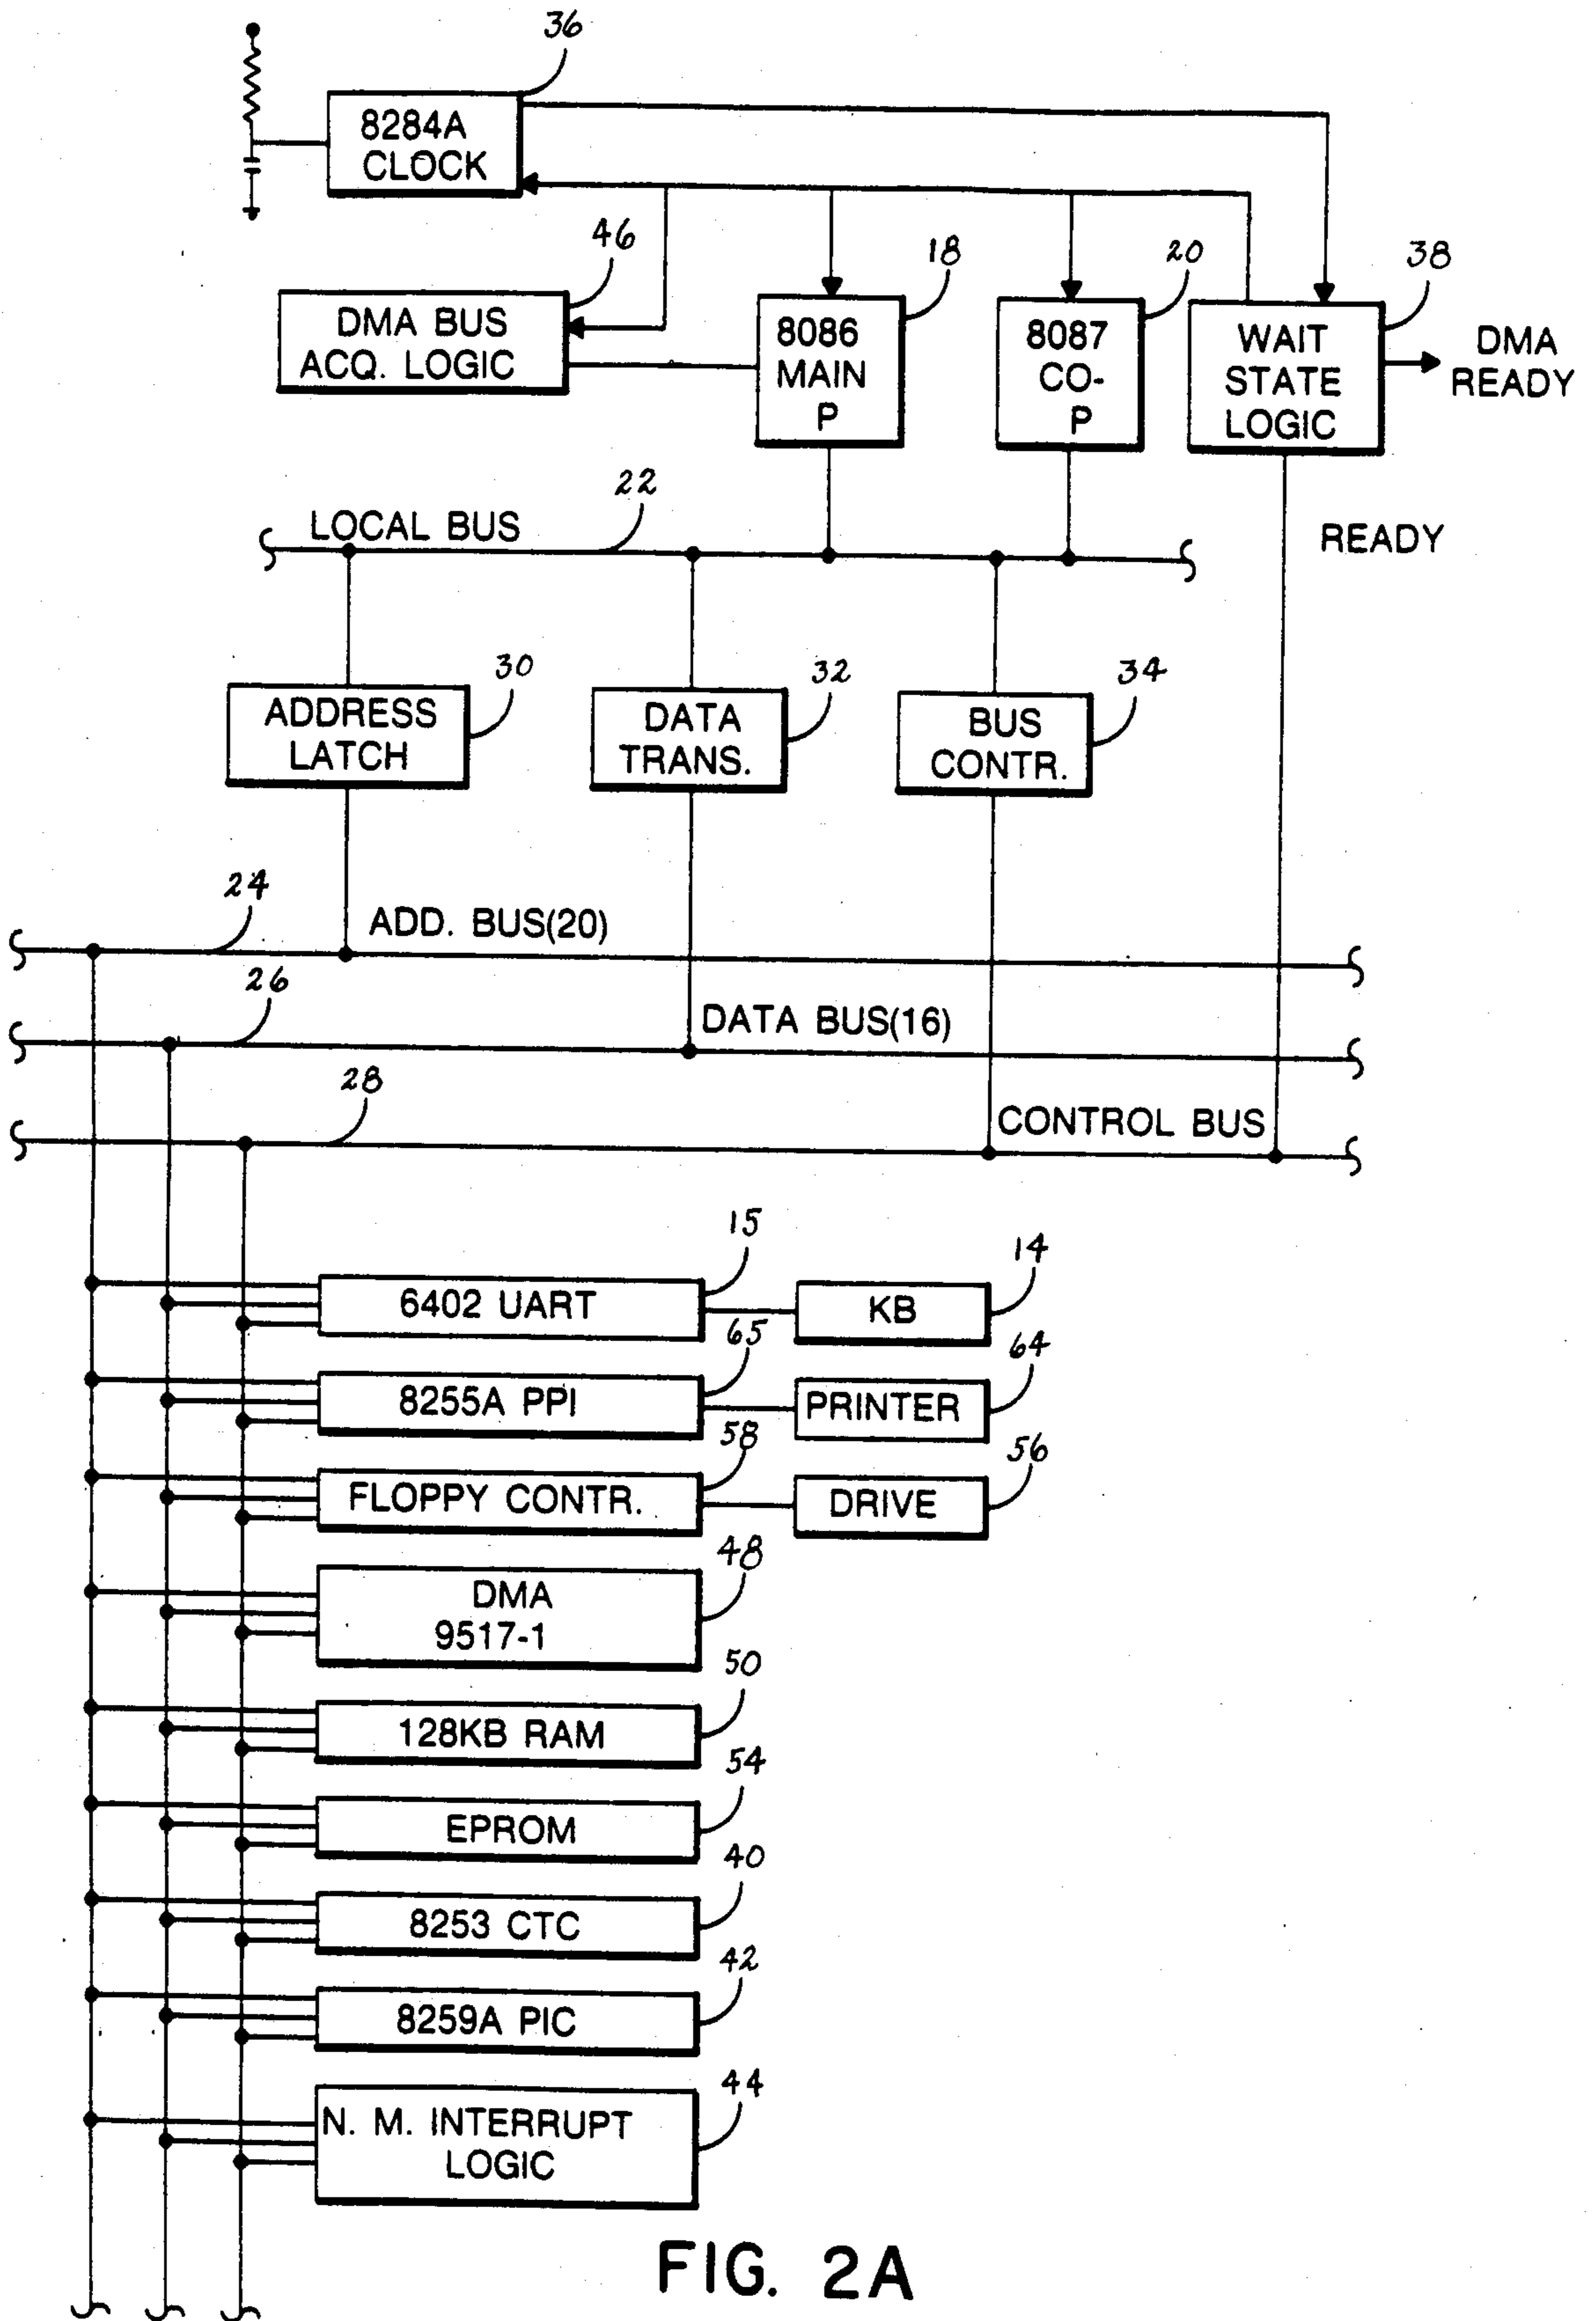 36
8284A
CLOCK
46
18
20
38
DMA BUS
ACQ. LOGIC
8086
MAIN
P
8087
CO-
P
WAIT
STATE
LOGIC
DMA
READY
22
LOCAL BUS
READY
30
32
34
ADDRESS
LATCH
DATA
TRANS.
BUS
CONTR.
24
ADD. BUS(20)
26
DATA BUS(16)
28
CONTROL BUS
15
14
6402 UART
KB
65
64
8255A PPI
PRINTER
58
56
FLOPPY CONTR.
DRIVE
48
DMA
9517-1
50
128KB RAM
54
EPROM
40
8253 CTC
42
8259A PIC
44
N. M. INTERRUPT
LOGIC
FIG. 2A